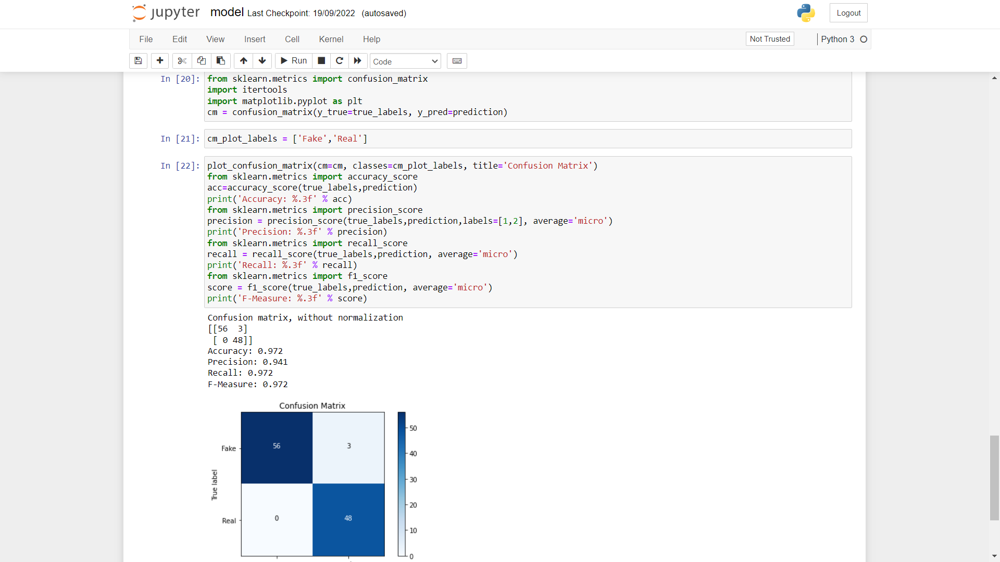 jupyter model Last Checkpoint: 19/09/2022 (autosaved)
Logout
File Edit View Insert Cell Kernel Help
Not Trusted
Python 3
Run
Code
In [20]:
from sklearn.metrics import confusion_matrix
import itertools
import matplotlib.pyplot as plt
cm = confusion_matrix(y_true=true_labels, y_pred=prediction)
In [21]:
cm_plot_labels = ['Fake','Real']
In [22]:
plot_confusion_matrix(cm=cm, classes=cm_plot_labels, title='Confusion Matrix')
from sklearn.metrics import accuracy_score
acc=accuracy_score(true_labels,prediction)
print('Accuracy: %.3f' % acc)
from sklearn.metrics import precision_score
precision = precision_score(true_labels,prediction,labels=[1,2], average='micro')
print('Precision: %.3f' % precision)
from sklearn.metrics import recall_score
recall = recall_score(true_labels,prediction, average='micro')
print('Recall: %.3f' % recall)
from sklearn.metrics import f1_score
score = f1_score(true_labels,prediction, average='micro')
print('F-Measure: %.3f' % score)
Confusion matrix, without normalization
[[56  3]
 [ 0 48]]
Accuracy: 0.972
Precision: 0.941
Recall: 0.972
F-Measure: 0.972
Confusion Matrix
True label
Fake
Real
56
3
0
48
50
40
30
20
10
0